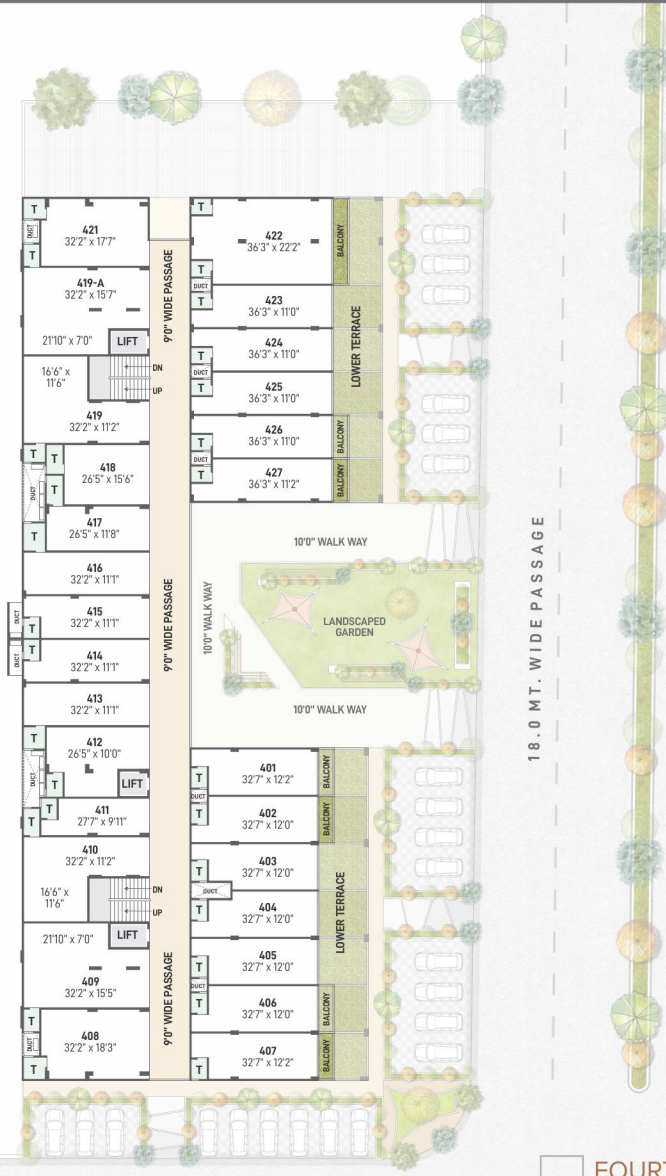 421
32'2" x 17'7"
T
DUCT
T
419-A
32'2" x 15'7"
21'10" x 7'0"
LIFT
16'6" x
11'6"
DN
UP
419
32'2" x 11'2"
T
T
418
26'5" x 15'6"
DUCT
T
417
26'5" x 11'8"
T
416
32'2" x 11'1"
DUCT
415
32'2" x 11'1"
T
T
DUCT
414
32'2" x 11'1"
413
32'2" x 11'1"
T
412
26'5" x 10'0"
DUCT
T
LIFT
T
T
411
27'7" x 9'11"
410
32'2" x 11'2"
16'6" x
11'6"
DN
UP
21'10" x 7'0"
LIFT
409
32'2" x 15'5"
T
DUCT
408
32'2" x 18'3"
T
9'0" WIDE PASSAGE
9'0" WIDE PASSAGE
9'0" WIDE PASSAGE
T
422
36'3" x 22'2"
BALCONY
T
DUCT
T
423
36'3" x 11'0"
424
36'3" x 11'0"
T
DUCT
T
LOWER TERRACE
425
36'3" x 11'0"
426
36'3" x 11'0"
BALCONY
T
DUCT
T
427
36'3" x 11'2"
BALCONY
10'0" WALK WAY
10'0" WALK WAY
LANDSCAPED
GARDEN
10'0" WALK WAY
401
32'7" x 12'2"
BALCONY
T
DUCT
T
402
32'7" x 12'0"
BALCONY
403
32'7" x 12'0"
T
DUCT
T
LOWER TERRACE
404
32'7" x 12'0"
405
32'7" x 12'0"
T
DUCT
T
406
32'7" x 12'0"
BALCONY
407
32'7" x 12'2"
BALCONY
T
18.0 MT. WIDE PASSAGE
FOURT